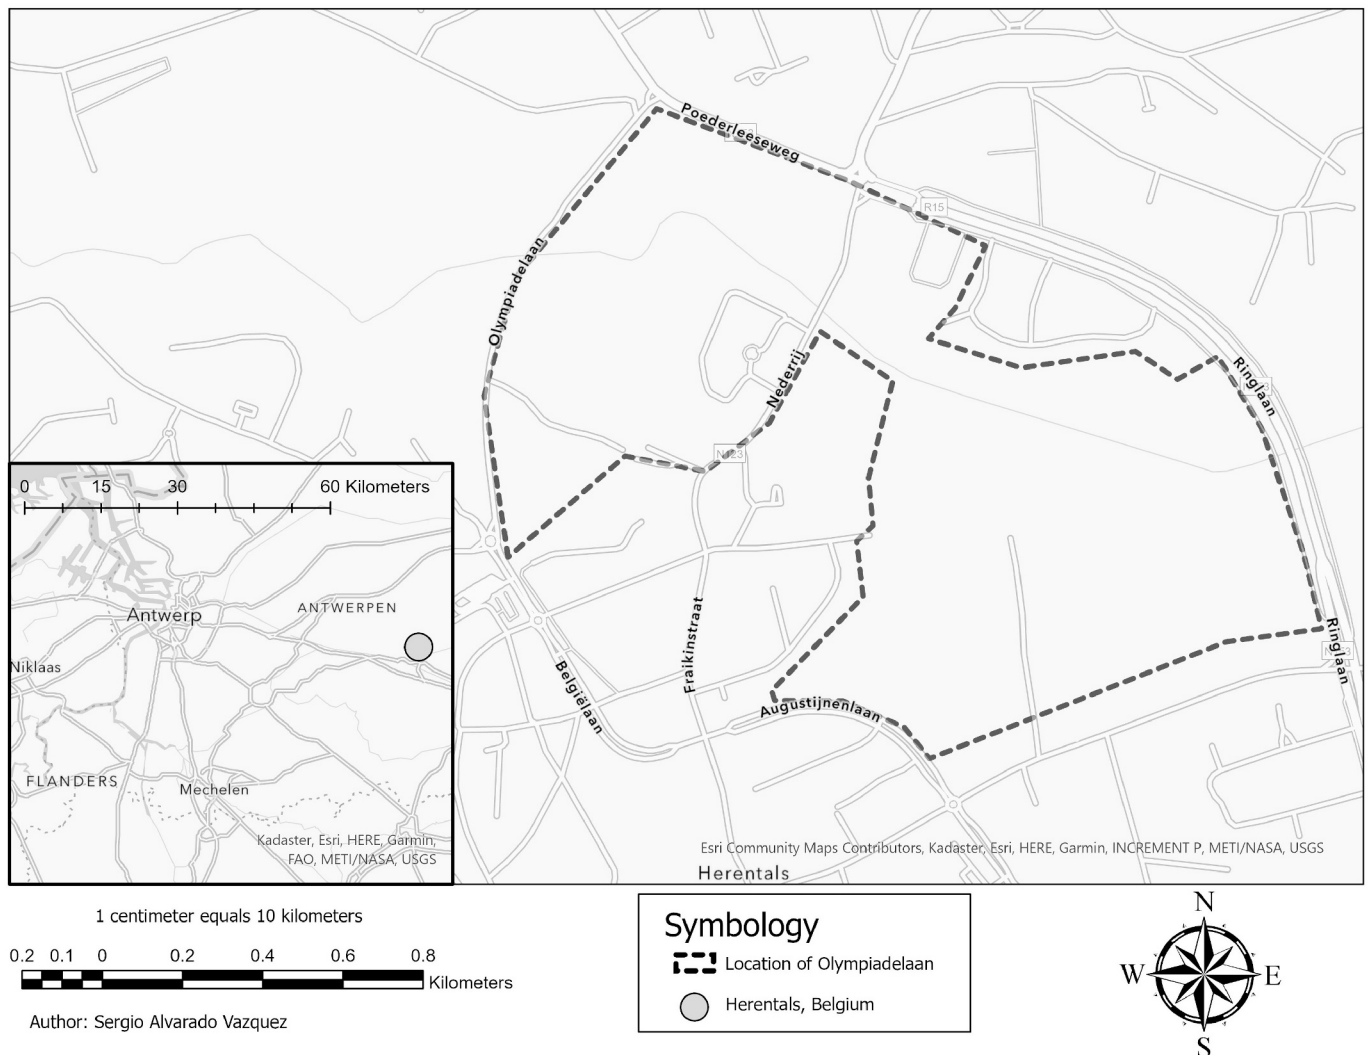 Poederleeseweg
R15
Olympiadelaan
Nederrij
N123
Ringlaan
Ringlaan
Fraikinstraat
Belgiëlaan
Augustijnenlaan
Herentals
Esri Community Maps Contributors, Kadaster, Esri, HERE, Garmin, INCREMENT P, METI/NASA, USGS
0 15 30 60 Kilometers
Antwerp
ANTWERPEN
Niklaas
FLANDERS
Mechelen
Kadaster, Esri, HERE, Garmin,
FAO, METI/NASA, USGS
1 centimeter equals 10 kilometers
0.2 0.1 0 0.2 0.4 0.6 0.8
Kilometers
Author: Sergio Alvarado Vazquez
Symbology
Location of Olympiadelaan
Herentals, Belgium
N
W E
S